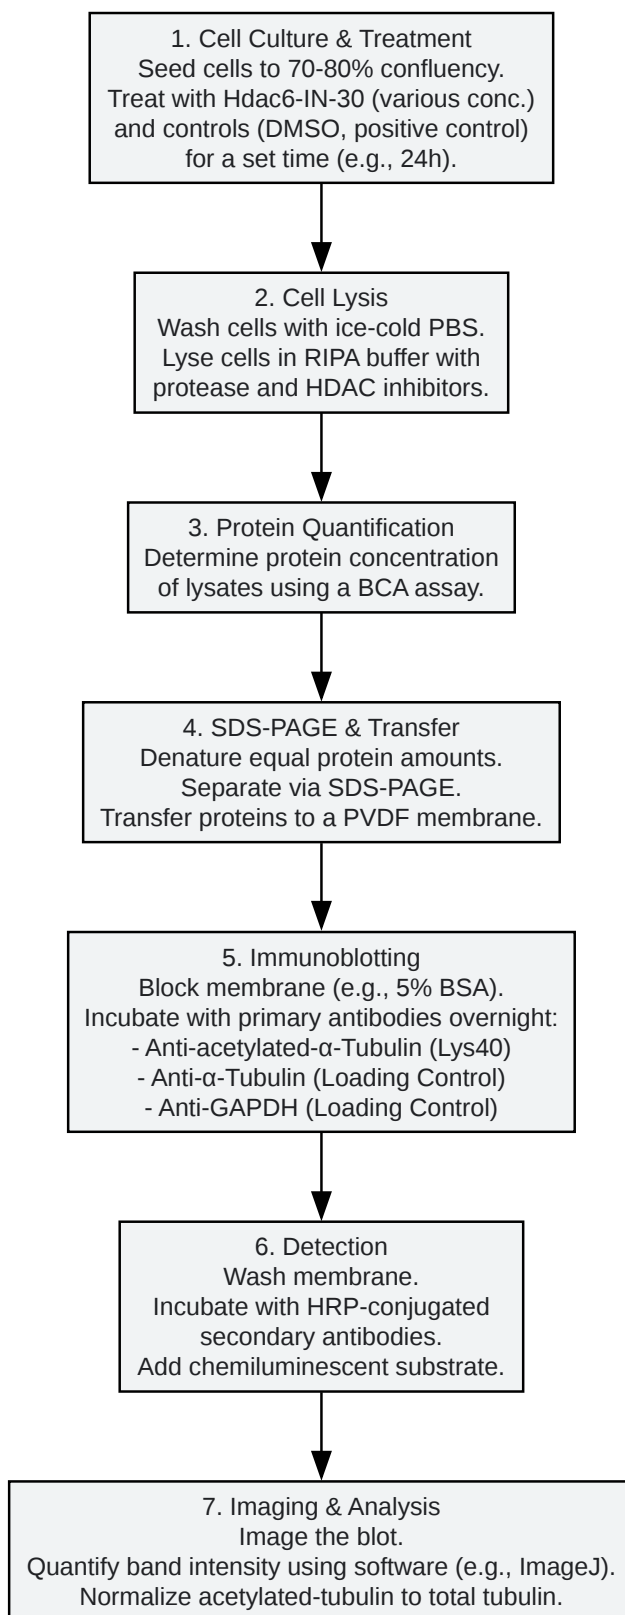 1. Cell Culture & Treatment
Seed cells to 70-80% confluency.
Treat with Hdac6-IN-30 (various conc.)
and controls (DMSO, positive control)
for a set time (e.g., 24h).
2. Cell Lysis
Wash cells with ice-cold PBS.
Lyse cells in RIPA buffer with
protease and HDAC inhibitors.
3. Protein Quantification
Determine protein concentration
of lysates using a BCA assay.
4. SDS-PAGE & Transfer
Denature equal protein amounts.
Separate via SDS-PAGE.
Transfer proteins to a PVDF membrane.
5. Immunoblotting
Block membrane (e.g., 5% BSA).
Incubate with primary antibodies overnight:
- Anti-acetylated-α-Tubulin (Lys40)
- Anti-α-Tubulin (Loading Control)
- Anti-GAPDH (Loading Control)
6. Detection
Wash membrane.
Incubate with HRP-conjugated
secondary antibodies.
Add chemiluminescent substrate.
7. Imaging & Analysis
Image the blot.
Quantify band intensity using software (e.g., ImageJ).
Normalize acetylated-tubulin to total tubulin.